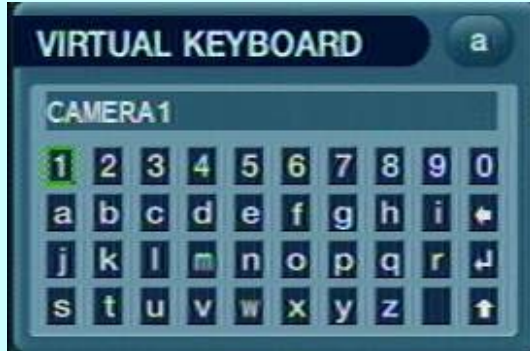 VIRTUAL KEYBOARD a
CAMERA1
1 2 3 4 5 6 7 8 9 0
a b c d e f g h i ←
j k l m n o p q r ↲
s t u v w x y z ↑